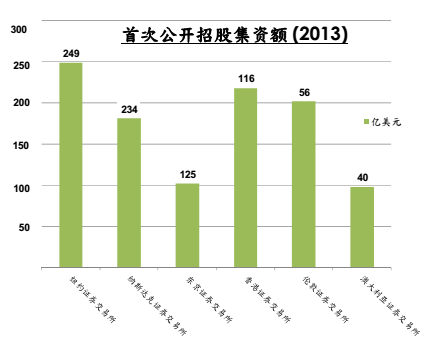 首次公开招股集资额 (2013)
300
250
200
150
100
50
249
234
125
116
56
40
亿美元
纽约证券交易所
纳斯达克证券交易所
东京证券交易所
香港证券交易所
伦敦证券交易所
澳大利亚证券交易所